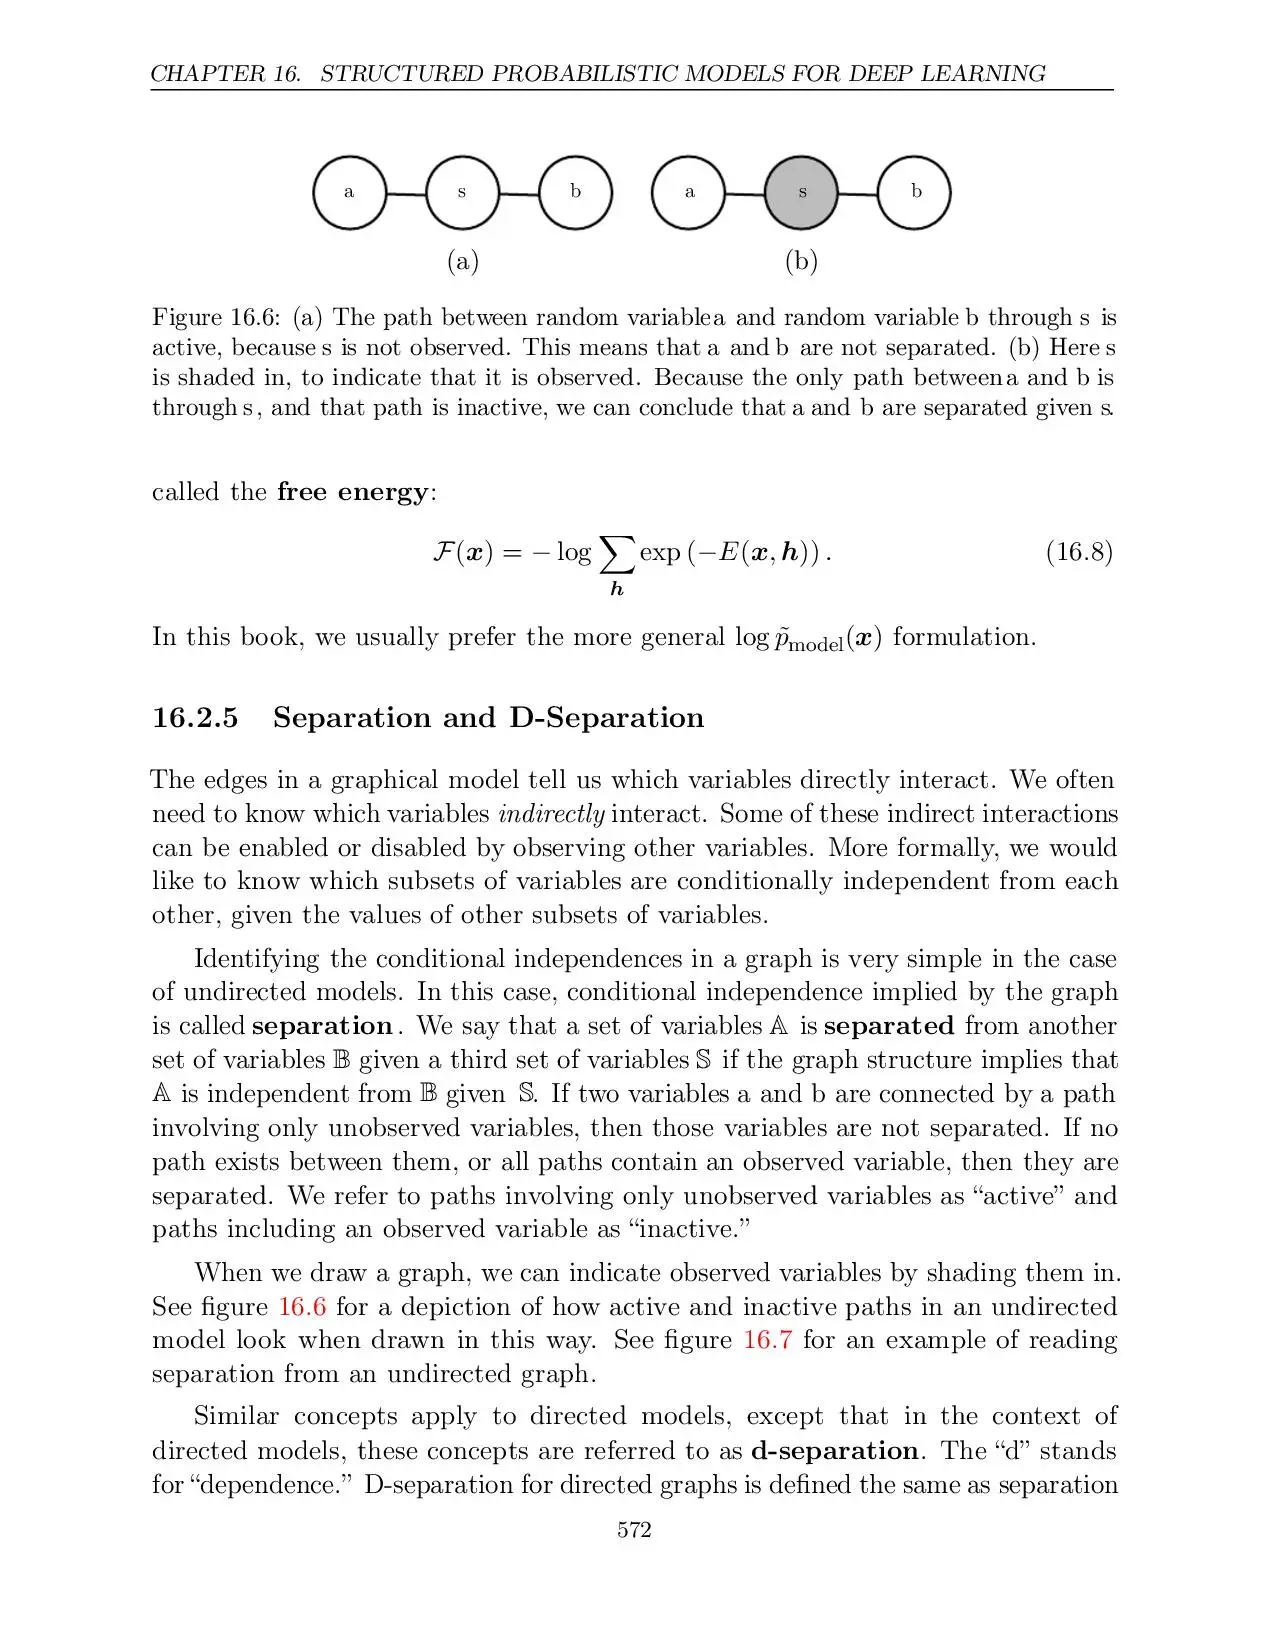 CHAPTER 16. STRUCTURED PROBABILISTIC MODELS FOR DEEP LEARNING
a s b a s b
(a) (b)
Figure 16.6: (a) The path between random variable a and random variable b through s is
active, because s is not observed. This means that a and b are not separated. (b) Here s
is shaded in, to indicate that it is observed. Because the only path between a and b is
through s, and that path is inactive, we can conclude that a and b are separated given s.
called the free energy:
F(x) = − log ∑ exp (−E(x, h)) . (16.8)
h
In this book, we usually prefer the more general log p̃model(x) formulation.
16.2.5 Separation and D-Separation
The edges in a graphical model tell us which variables directly interact. We often
need to know which variables indirectly interact. Some of these indirect interactions
can be enabled or disabled by observing other variables. More formally, we would
like to know which subsets of variables are conditionally independent from each
other, given the values of other subsets of variables.
Identifying the conditional independences in a graph is very simple in the case
of undirected models. In this case, conditional independence implied by the graph
is called separation. We say that a set of variables 𝔸 is separated from another
set of variables 𝔹 given a third set of variables 𝕊 if the graph structure implies that
𝔸 is independent from 𝔹 given 𝕊. If two variables a and b are connected by a path
involving only unobserved variables, then those variables are not separated. If no
path exists between them, or all paths contain an observed variable, then they are
separated. We refer to paths involving only unobserved variables as “active” and
paths including an observed variable as “inactive.”
When we draw a graph, we can indicate observed variables by shading them in.
See figure 16.6 for a depiction of how active and inactive paths in an undirected
model look when drawn in this way. See figure 16.7 for an example of reading
separation from an undirected graph.
Similar concepts apply to directed models, except that in the context of
directed models, these concepts are referred to as d-separation. The “d” stands
for “dependence.” D-separation for directed graphs is defined the same as separation
572